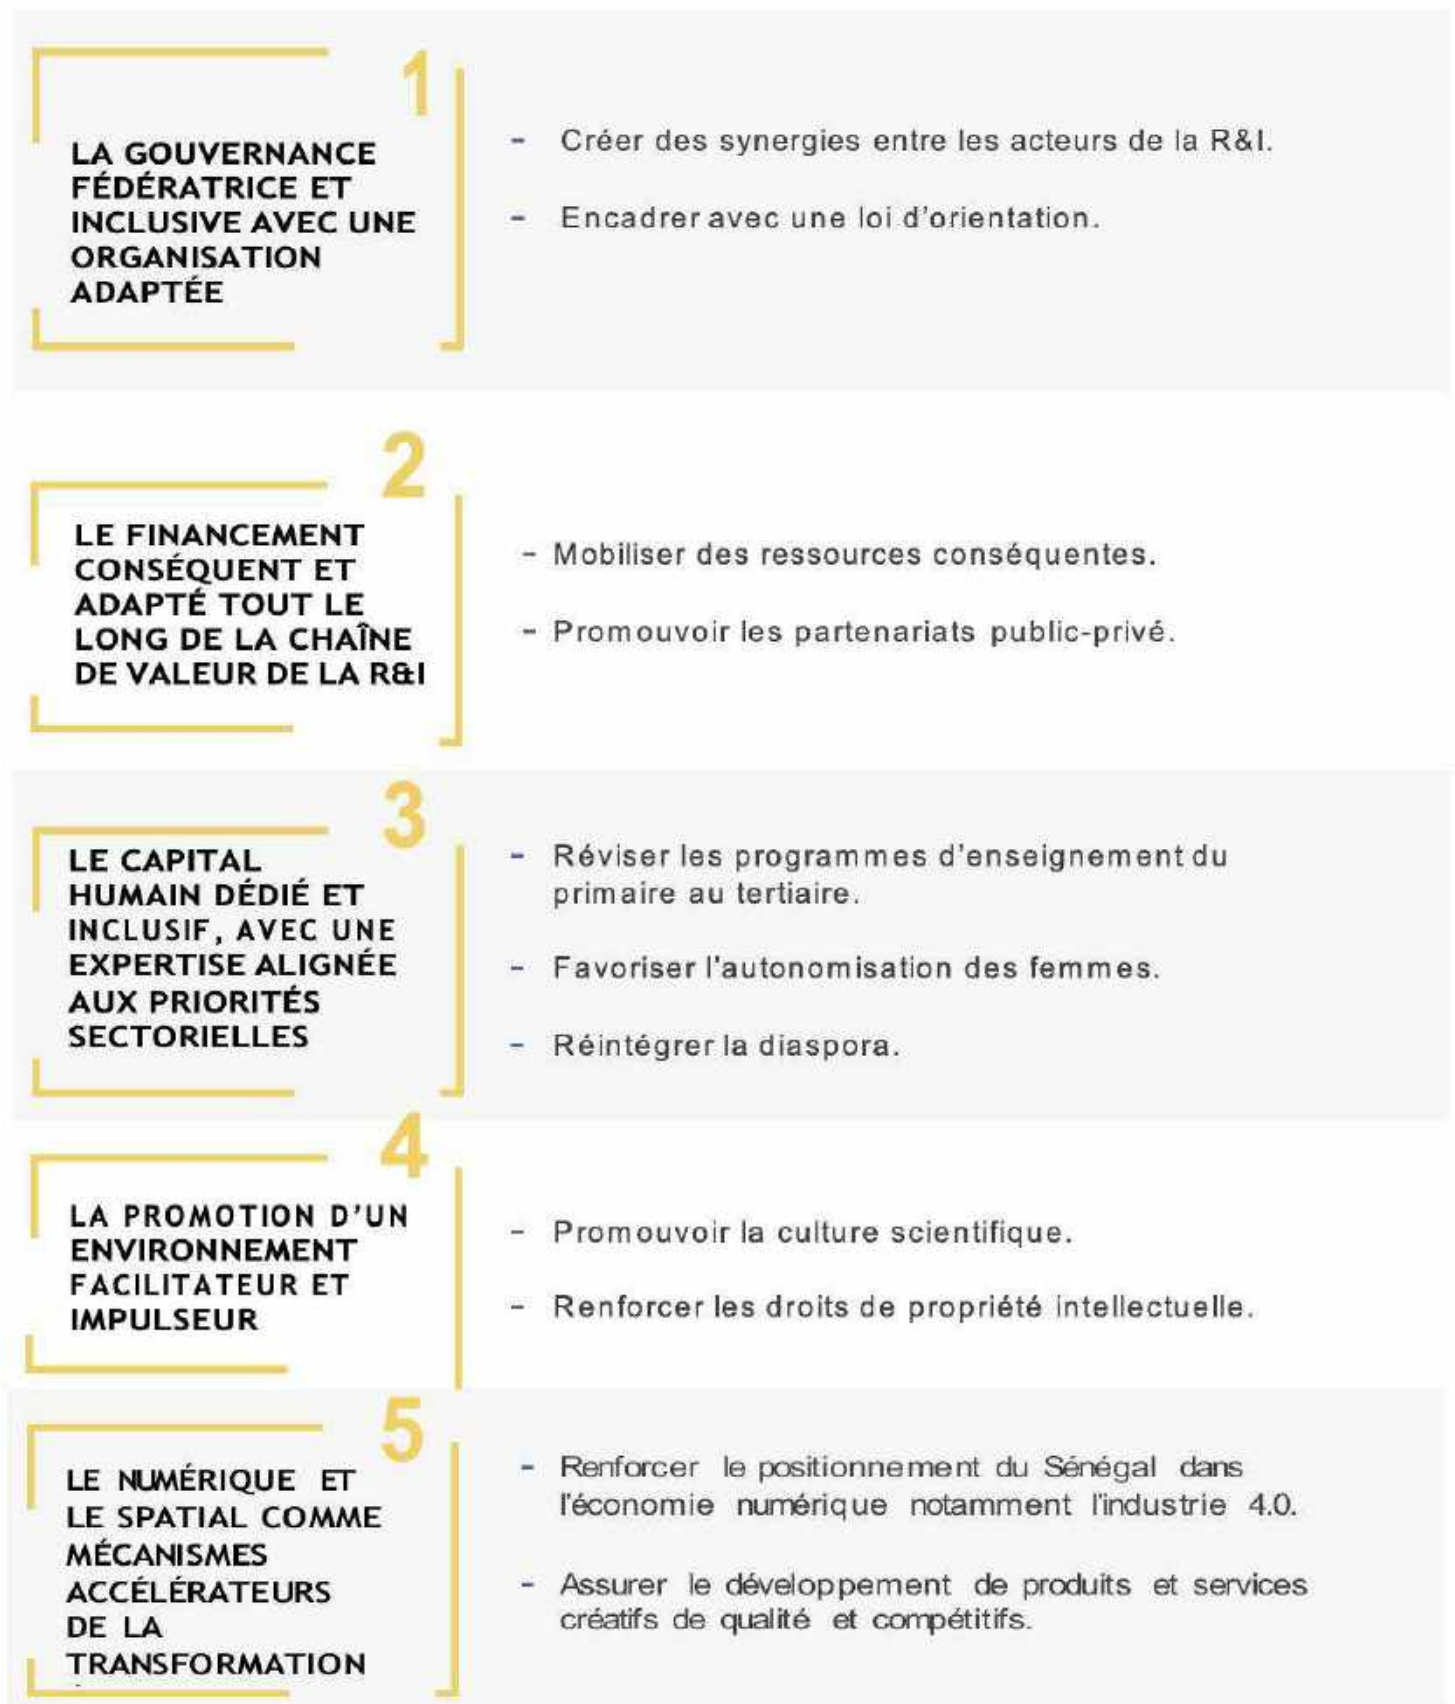 1
LA GOUVERNANCE
FÉDÉRATRICE ET
INCLUSIVE AVEC UNE
ORGANISATION
ADAPTÉE
- Créer des synergies entre les acteurs de la R&I.
- Encadrer avec une loi d'orientation.
2
LE FINANCEMENT
CONSÉQUENT ET
ADAPTÉ TOUT LE
LONG DE LA CHAÎNE
DE VALEUR DE LA R&I
- Mobiliser des ressources conséquentes.
- Promouvoir les partenariats public-privé.
3
LE CAPITAL
HUMAIN DÉDIÉ ET
INCLUSIF, AVEC UNE
EXPERTISE ALIGNÉE
AUX PRIORITÉS
SECTORIELLES
- Réviser les programmes d'enseignement du
primaire au tertiaire.
- Favoriser l'autonomisation des femmes.
- Réintégrer la diaspora.
4
LA PROMOTION D'UN
ENVIRONNEMENT
FACILITATEUR ET
IMPULSEUR
- Promouvoir la culture scientifique.
- Renforcer les droits de propriété intellectuelle.
5
LE NUMÉRIQUE ET
LE SPATIAL COMME
MÉCANISMES
ACCÉLÉRATEURS
DE LA
TRANSFORMATION
- Renforcer le positionnement du Sénégal dans
l'économie numérique notamment l'industrie 4.0.
- Assurer le développement de produits et services
créatifs de qualité et compétitifs.